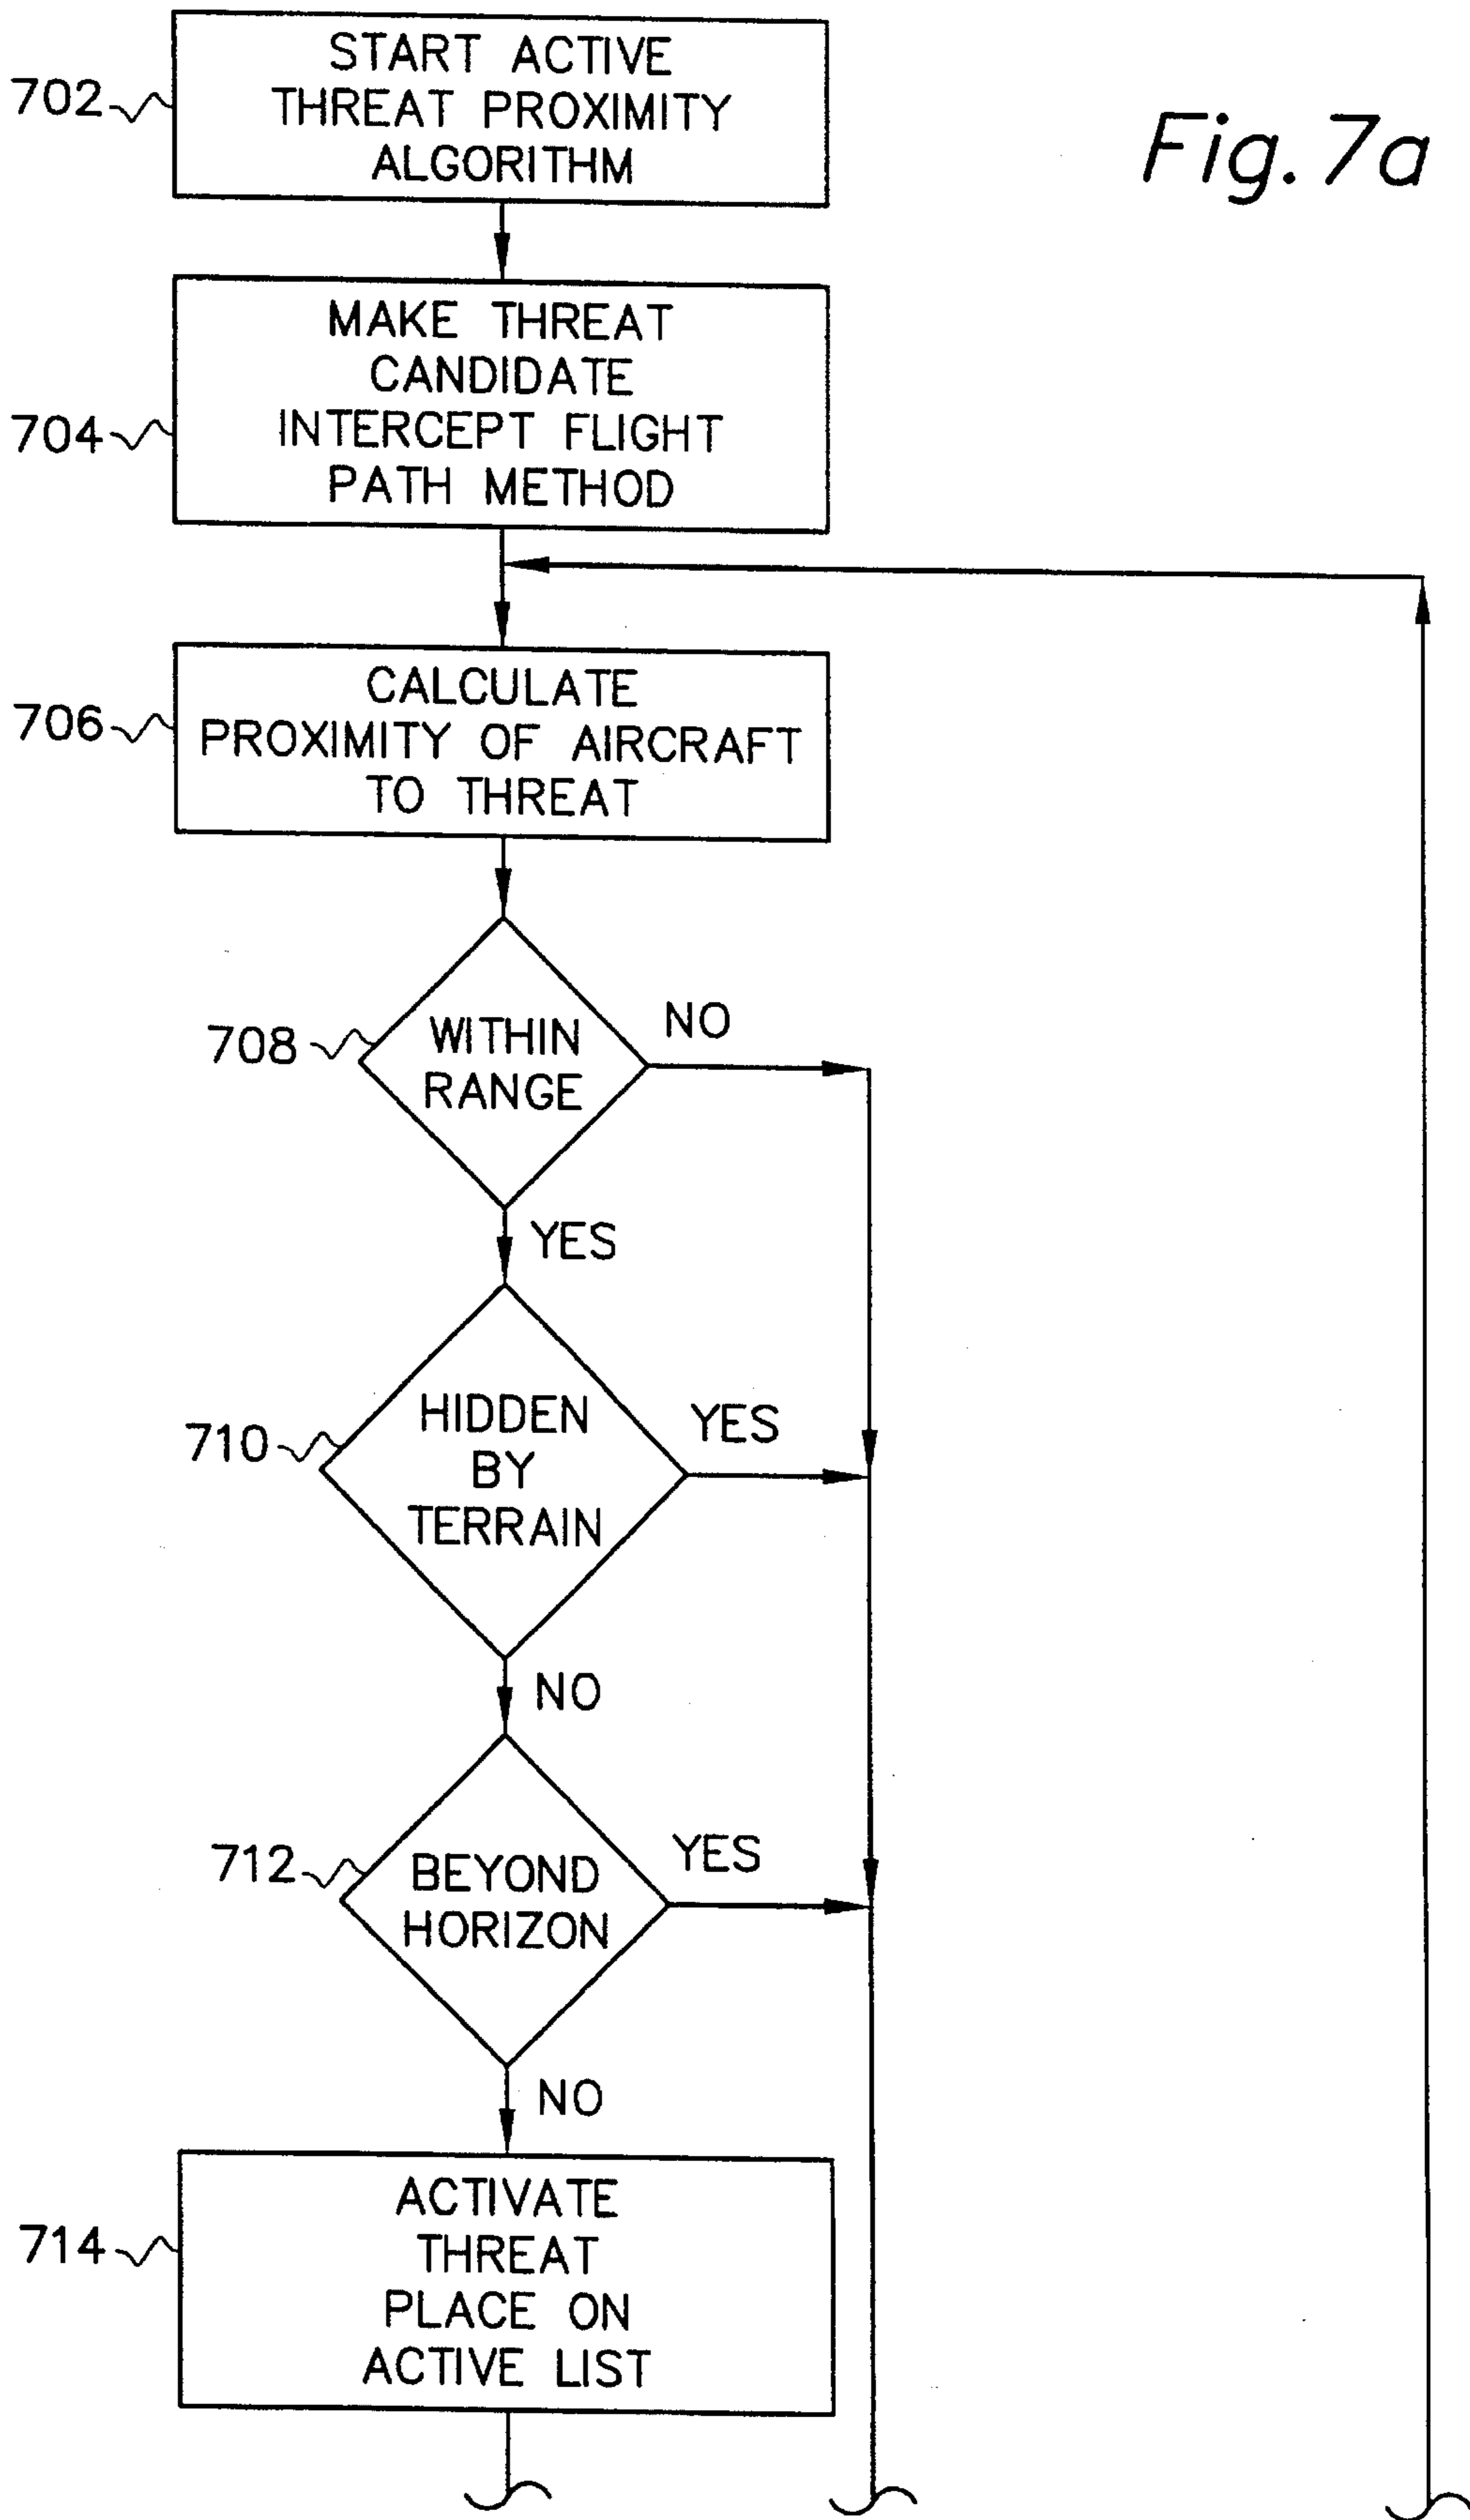 START ACTIVE
THREAT PROXIMITY
ALGORITHM
702
Fig. 7a
MAKE THREAT
CANDIDATE
INTERCEPT FLIGHT
PATH METHOD
704
CALCULATE
PROXIMITY OF AIRCRAFT
TO THREAT
706
WITHIN
RANGE
708
NO
YES
HIDDEN
BY
TERRAIN
710
YES
NO
BEYOND
HORIZON
712
YES
NO
ACTIVATE
THREAT
PLACE ON
ACTIVE LIST
714